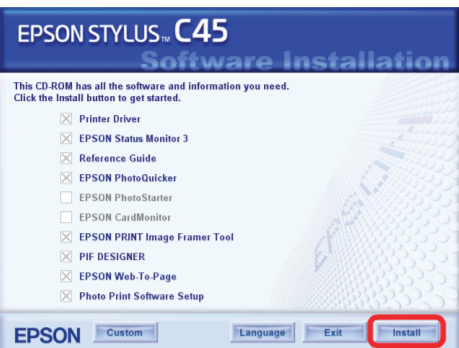 EPSON STYLUS™ C45
Software Installation
This CD-ROM has all the software and information you need.
Click the Install button to get started.
Printer Driver
EPSON Status Monitor 3
Reference Guide
EPSON PhotoQuicker
EPSON PhotoStarter
EPSON CardMonitor
EPSON PRINT Image Framer Tool
PIF DESIGNER
EPSON Web-To-Page
Photo Print Software Setup
EPSON
EPSON Custom Language Exit Install